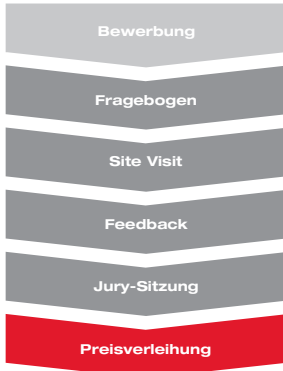 Bewerbung
Fragebogen
Site Visit
Feedback
Jury-Sitzung
Preisverleihung